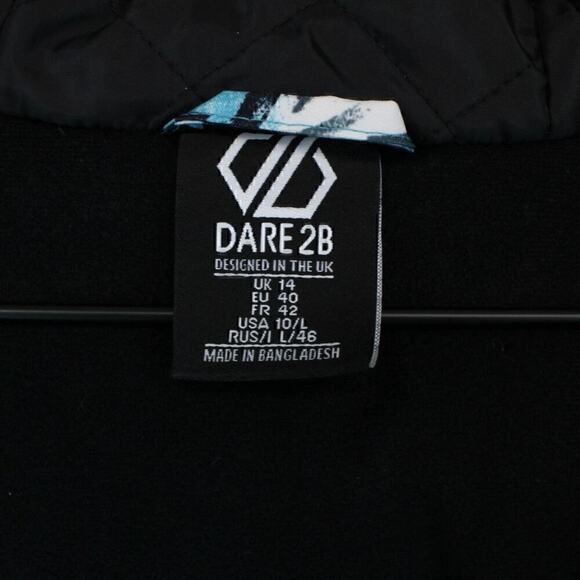 DARE 2B
DESIGNED IN THE UK
UK 14
EU 40
FR 42
USA 10/L
RUS/I L/46
MADE IN BANGLADESH